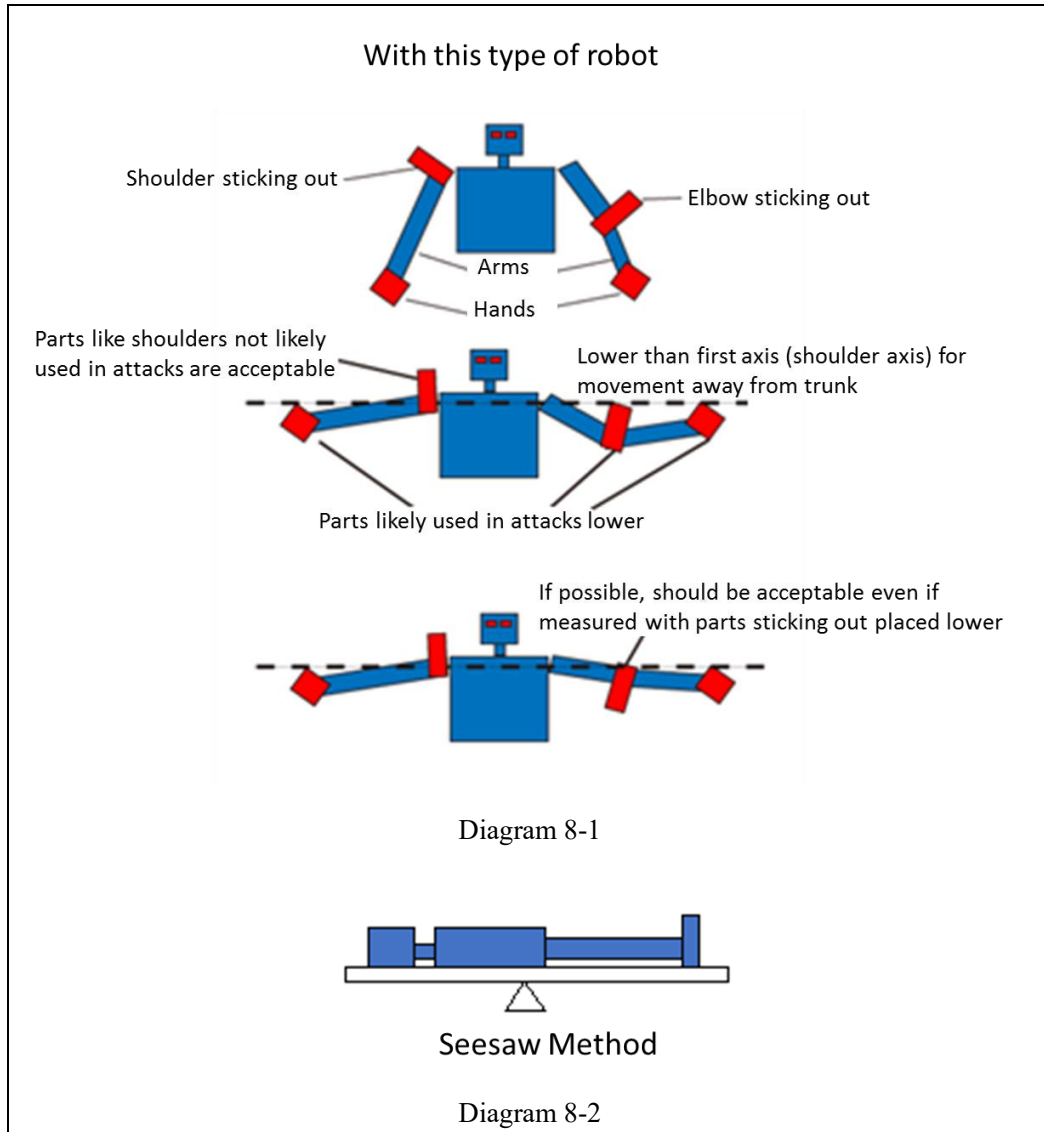 With this type of robot
Shoulder sticking out
Elbow sticking out
Arms
Hands
Parts like shoulders not likely
used in attacks are acceptable
Lower than first axis (shoulder axis) for
movement away from trunk
Parts likely used in attacks lower
If possible, should be acceptable even if
measured with parts sticking out placed lower
Diagram 8-1
Seesaw Method
Diagram 8-2